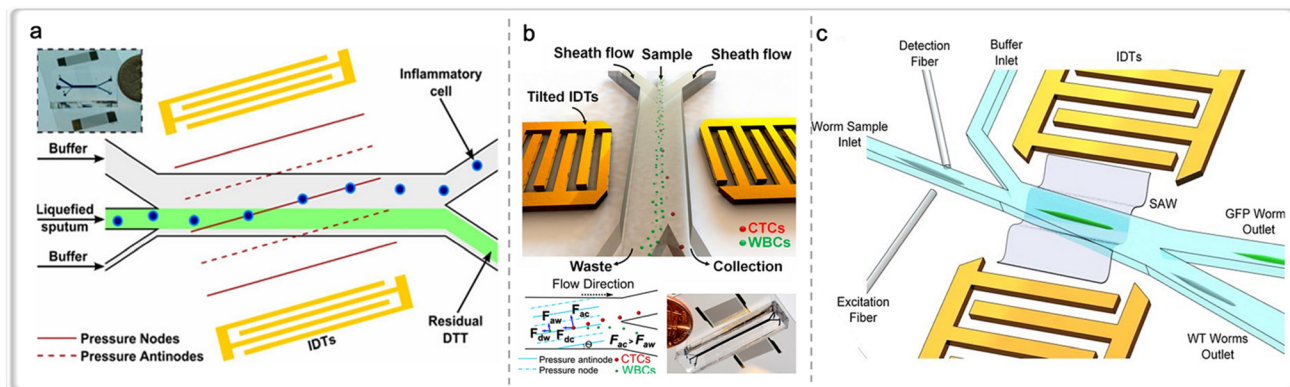 a
Buffer
Liquefied
sputum
Buffer
Inflammatory
cell
Residual
DTT
IDTs
Pressure Nodes
Pressure Antinodes
b
Sheath flow
Sample
Sheath flow
Tilted IDTs
CTCs
WBCs
Waste
Collection
Flow Direction
Faw
Fac
Fdw
Fdc
Θ
Fac>Faw
Pressure antinode
CTCs
Pressure node
WBCs
c
Detection
Fiber
Buffer
Inlet
IDTs
Worm Sample
Inlet
SAW
GFP Worm
Outlet
Excitation
Fiber
WT Worms
Outlet